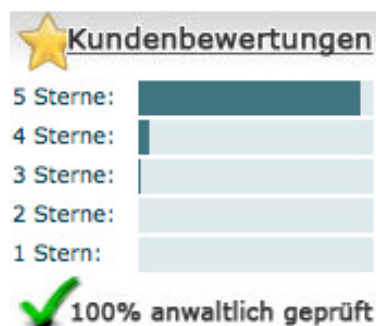 Kundenbewertungen
5 Sterne:
4 Sterne:
3 Sterne:
2 Sterne:
1 Stern:
100% anwaltlich geprüft